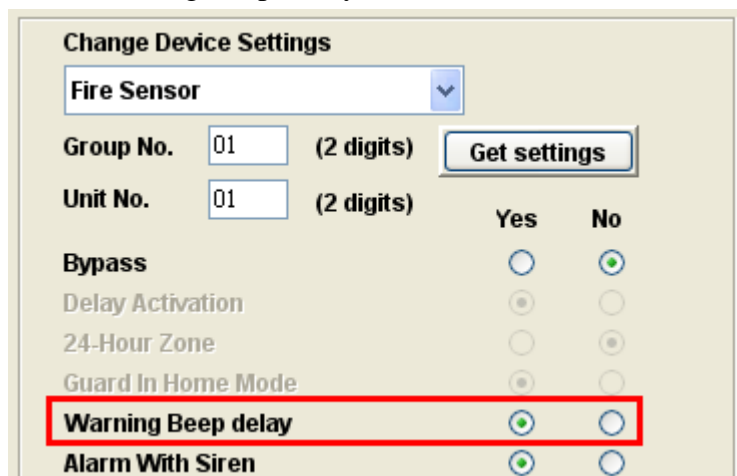 Change Device Settings
Fire Sensor
Group No. 01 (2 digits) Get settings
Unit No. 01 (2 digits)
Yes No
Bypass
Delay Activation
24-Hour Zone
Guard In Home Mode
Warning Beep delay
Alarm With Siren